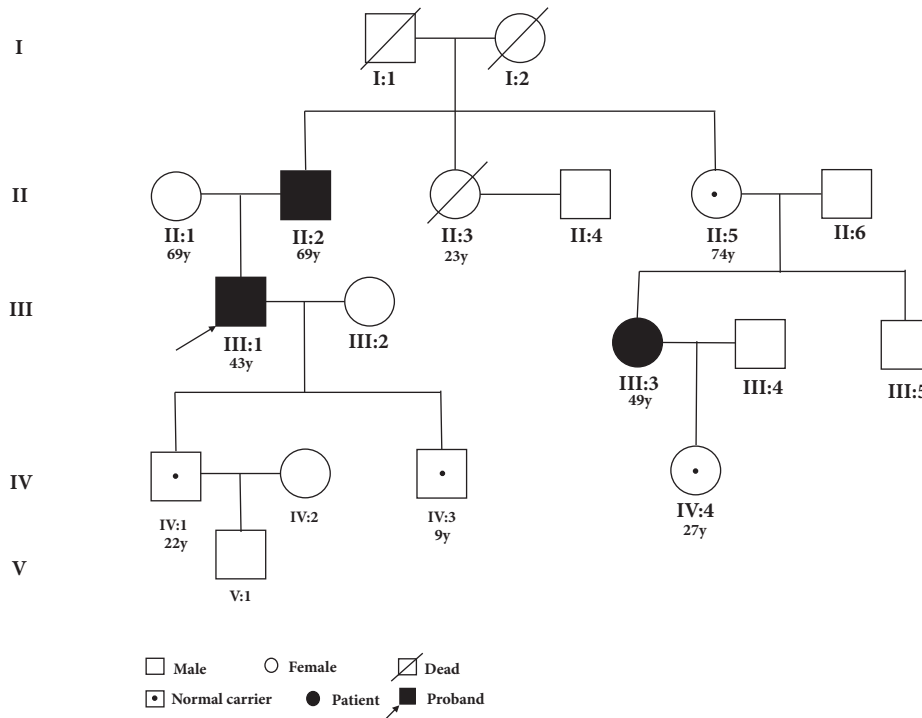 I
I:1 I:2
II
II:1 II:2 II:3 II:4 II:5 II:6
69y 69y 23y 74y
III
III:1 III:2 III:3 III:4 III:5
43y 49y
IV
IV:1 IV:2 IV:3 IV:4
22y 9y 27y
V
V:1
Male Female Dead
Normal carrier Patient Proband